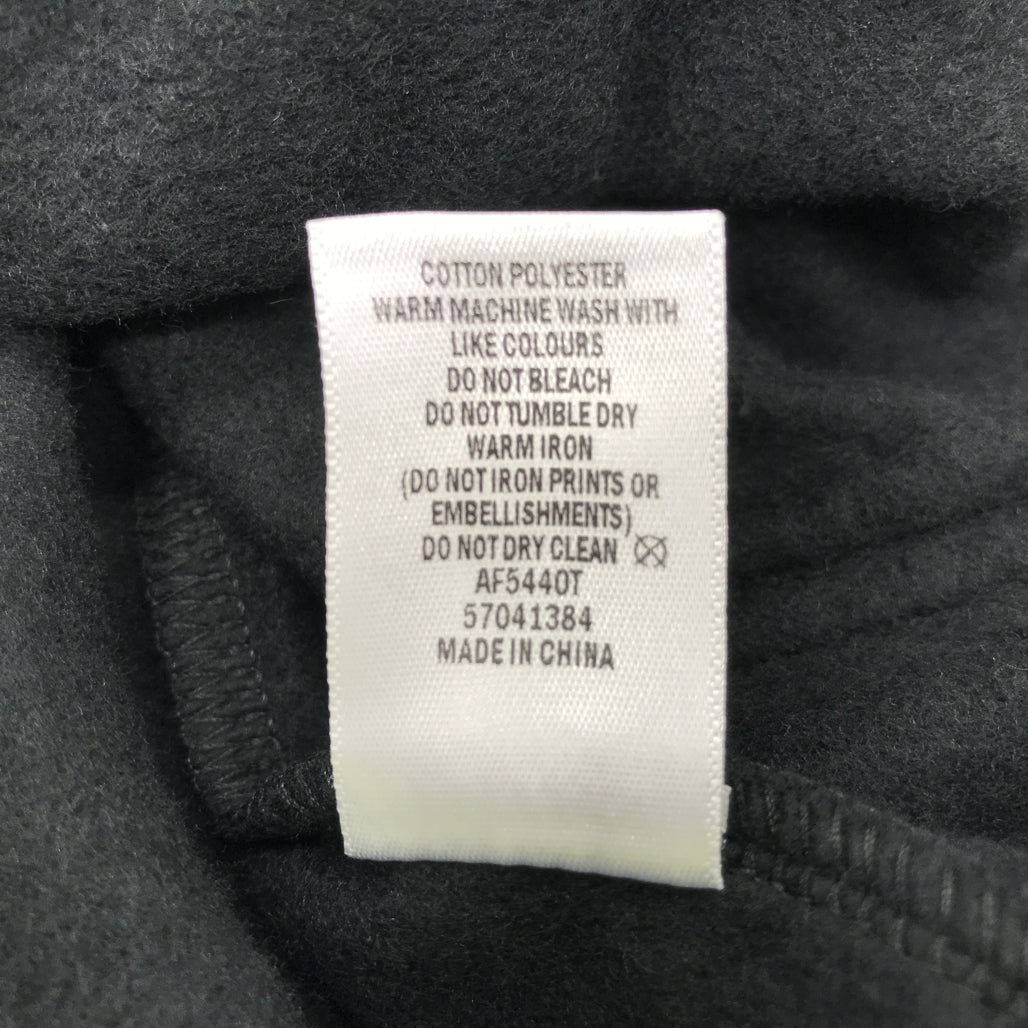 COTTON POLYESTER
WARM MACHINE WASH WITH
LIKE COLOURS
DO NOT BLEACH
DO NOT TUMBLE DRY
WARM IRON
(DO NOT IRON PRINTS OR
EMBELLISHMENTS)
DO NOT DRY CLEAN
AF5440T
57041384
MADE IN CHINA